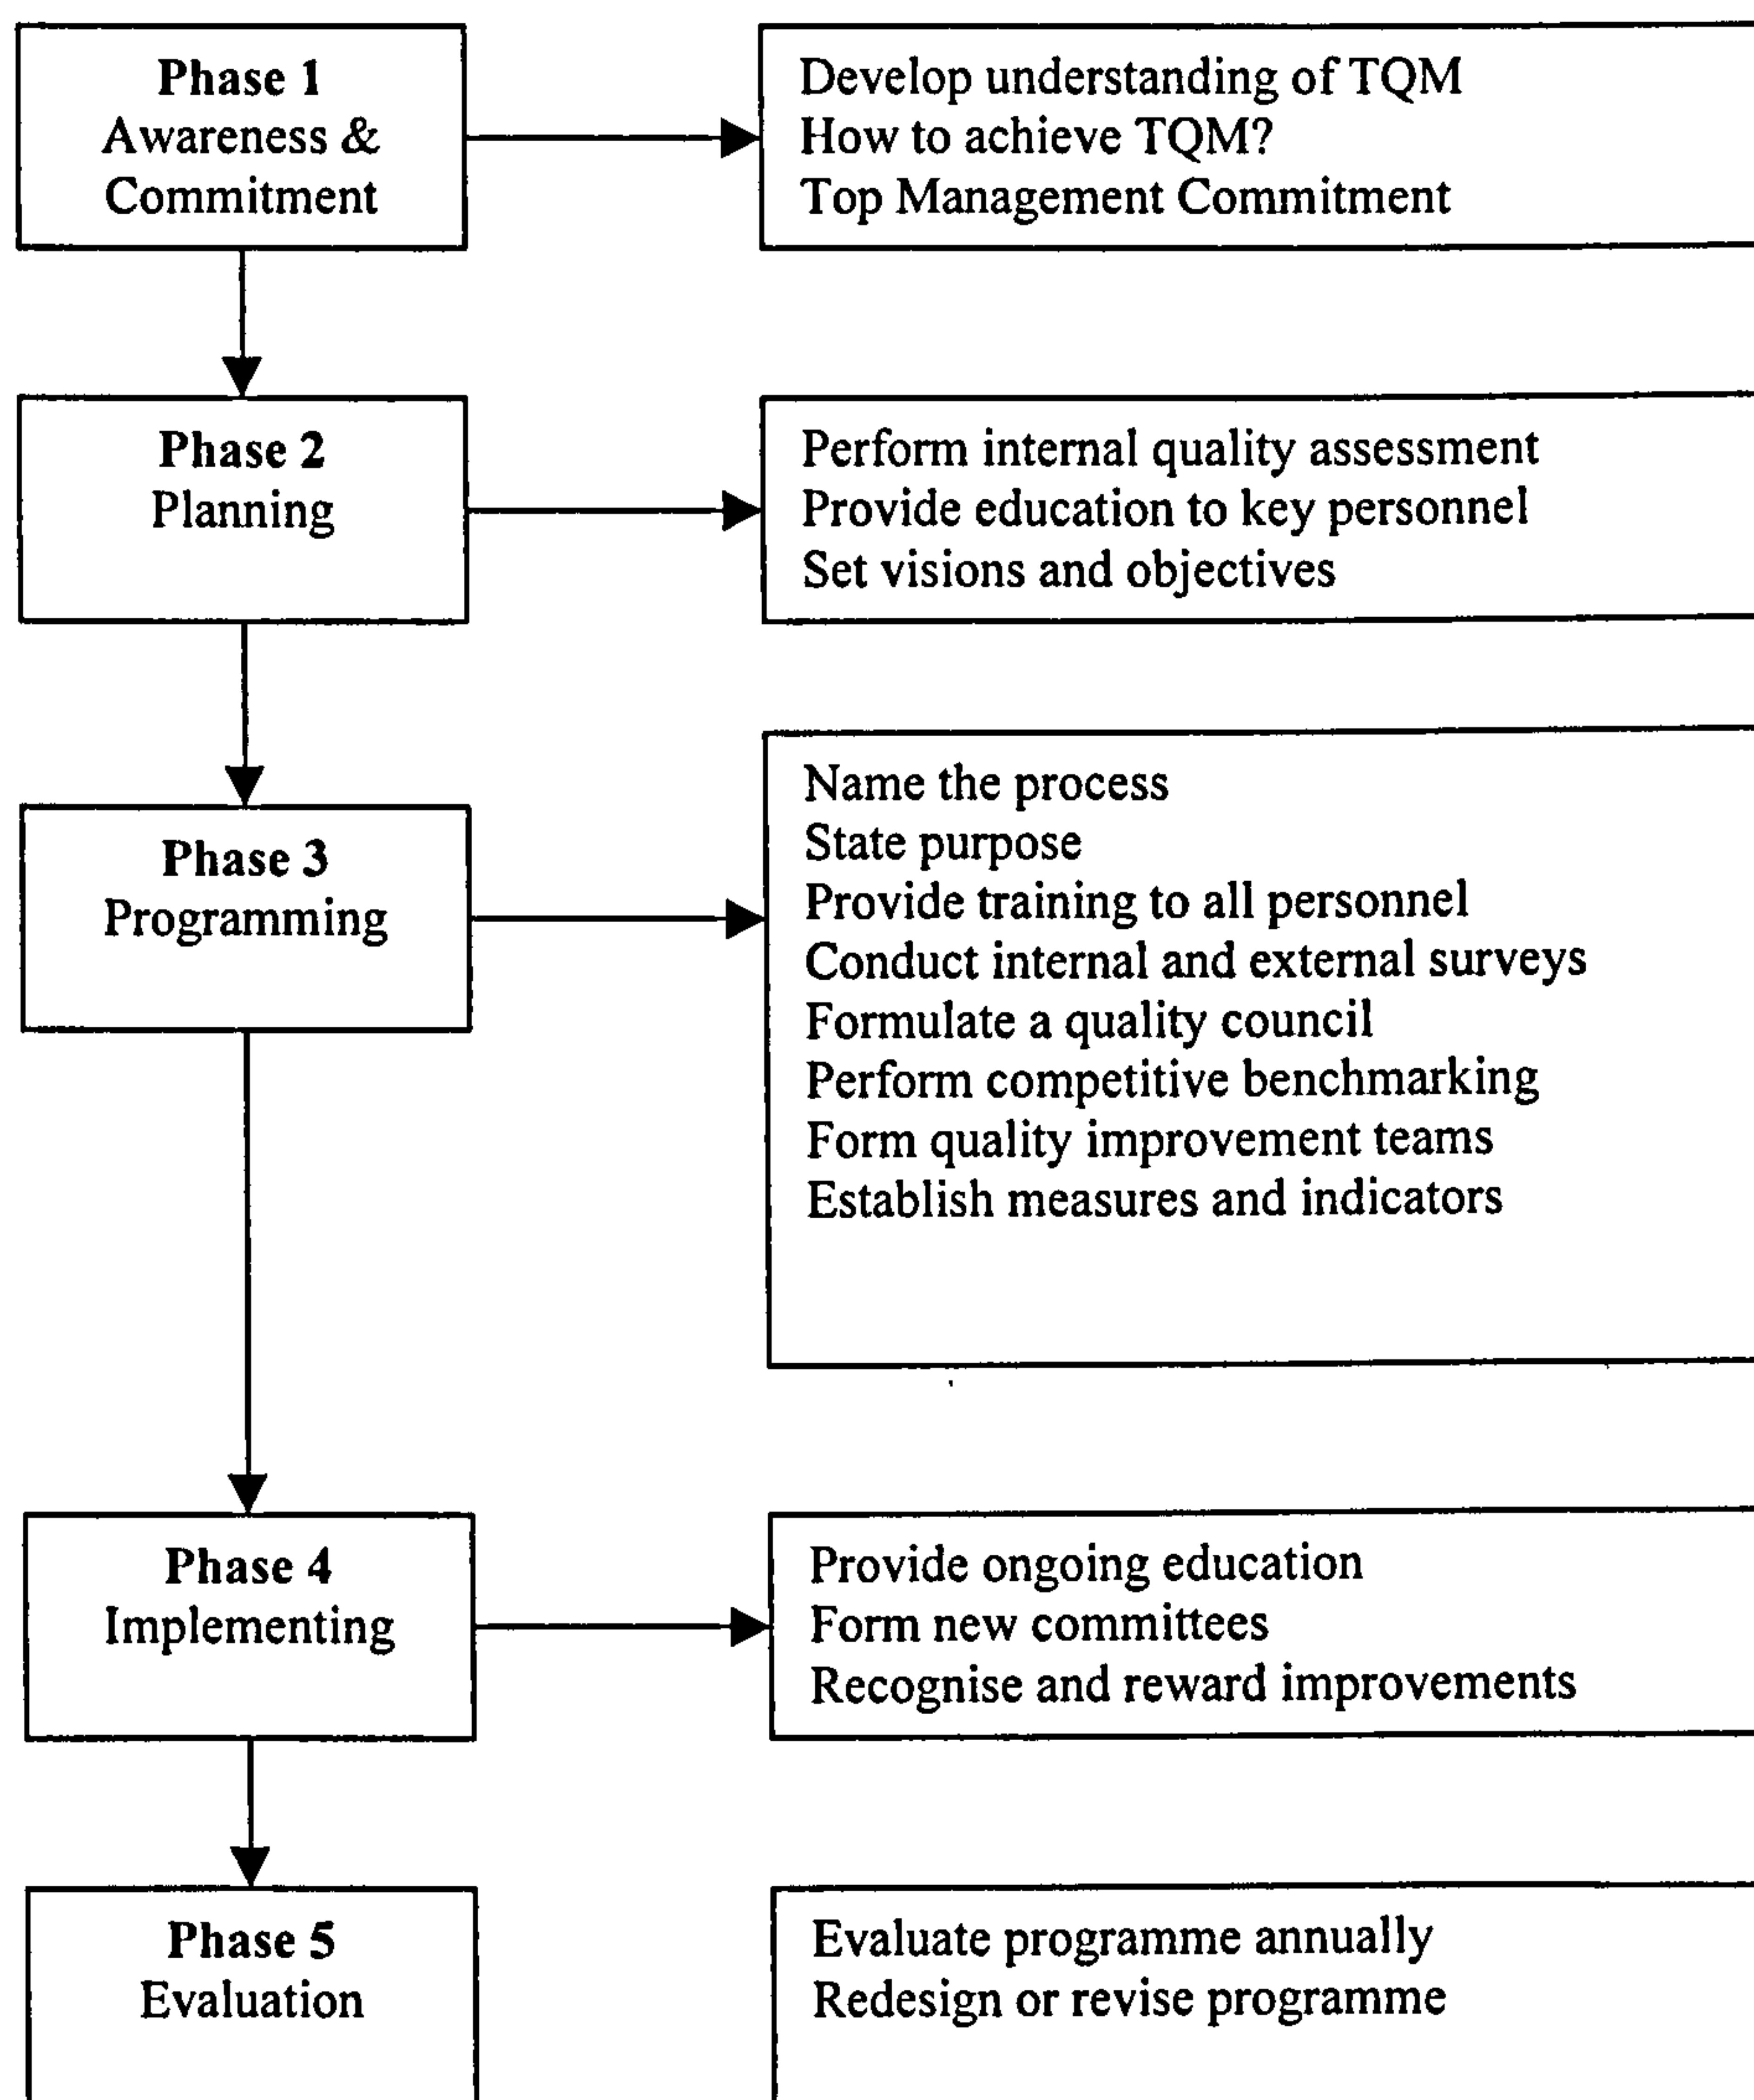 Phase 1
Awareness &
Commitment
Develop understanding of TQM
How to achieve TQM?
Top Management Commitment
Phase 2
Planning
Perform internal quality assessment
Provide education to key personnel
Set visions and objectives
Phase 3
Programming
Name the process
State purpose
Provide training to all personnel
Conduct internal and external surveys
Formulate a quality council
Perform competitive benchmarking
Form quality improvement teams
Establish measures and indicators
Phase 4
Implementing
Provide ongoing education
Form new committees
Recognise and reward improvements
Phase 5
Evaluation
Evaluate programme annually
Redesign or revise programme